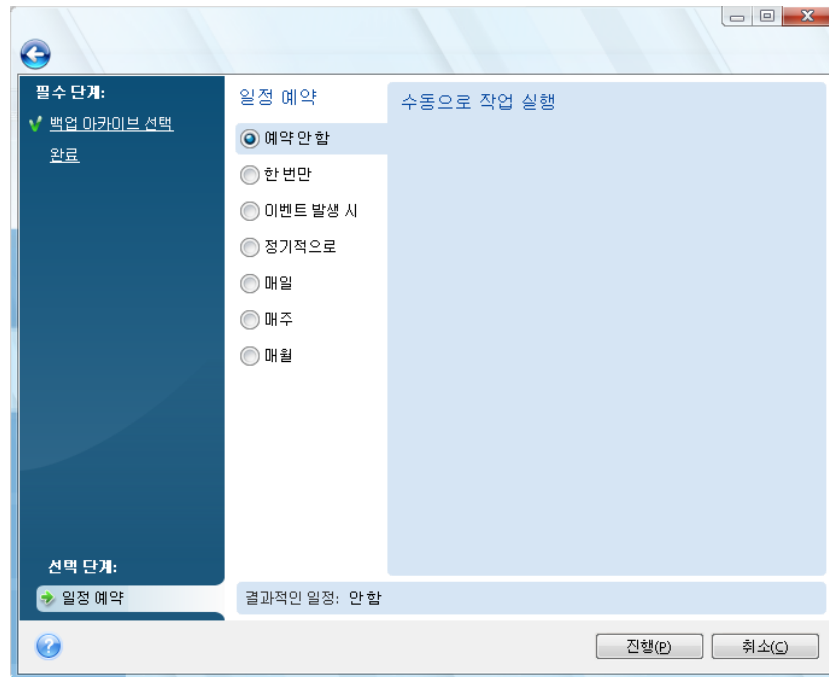 필수 단계:
백업 아카이브 선택
완료
선택 단계:
일정 예약
일정 예약
예약 안 함
한 번만
이벤트 발생 시
정기적으로
매일
매주
매월
수동으로 작업 실행
결과적인 일정: 안 함
진행(P)
취소(C)